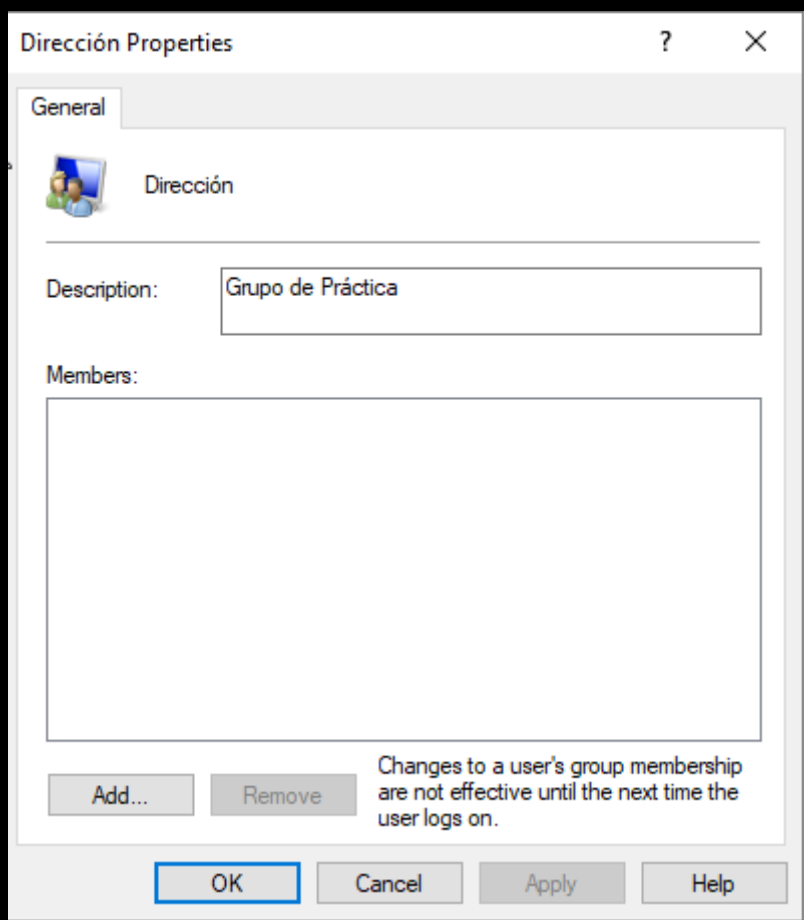 Dirección Properties
?
General
Dirección
Description:
Grupo de Práctica
Members:
Add...
Remove
Changes to a user's group membership
are not effective until the next time the
user logs on.
OK
Cancel
Apply
Help